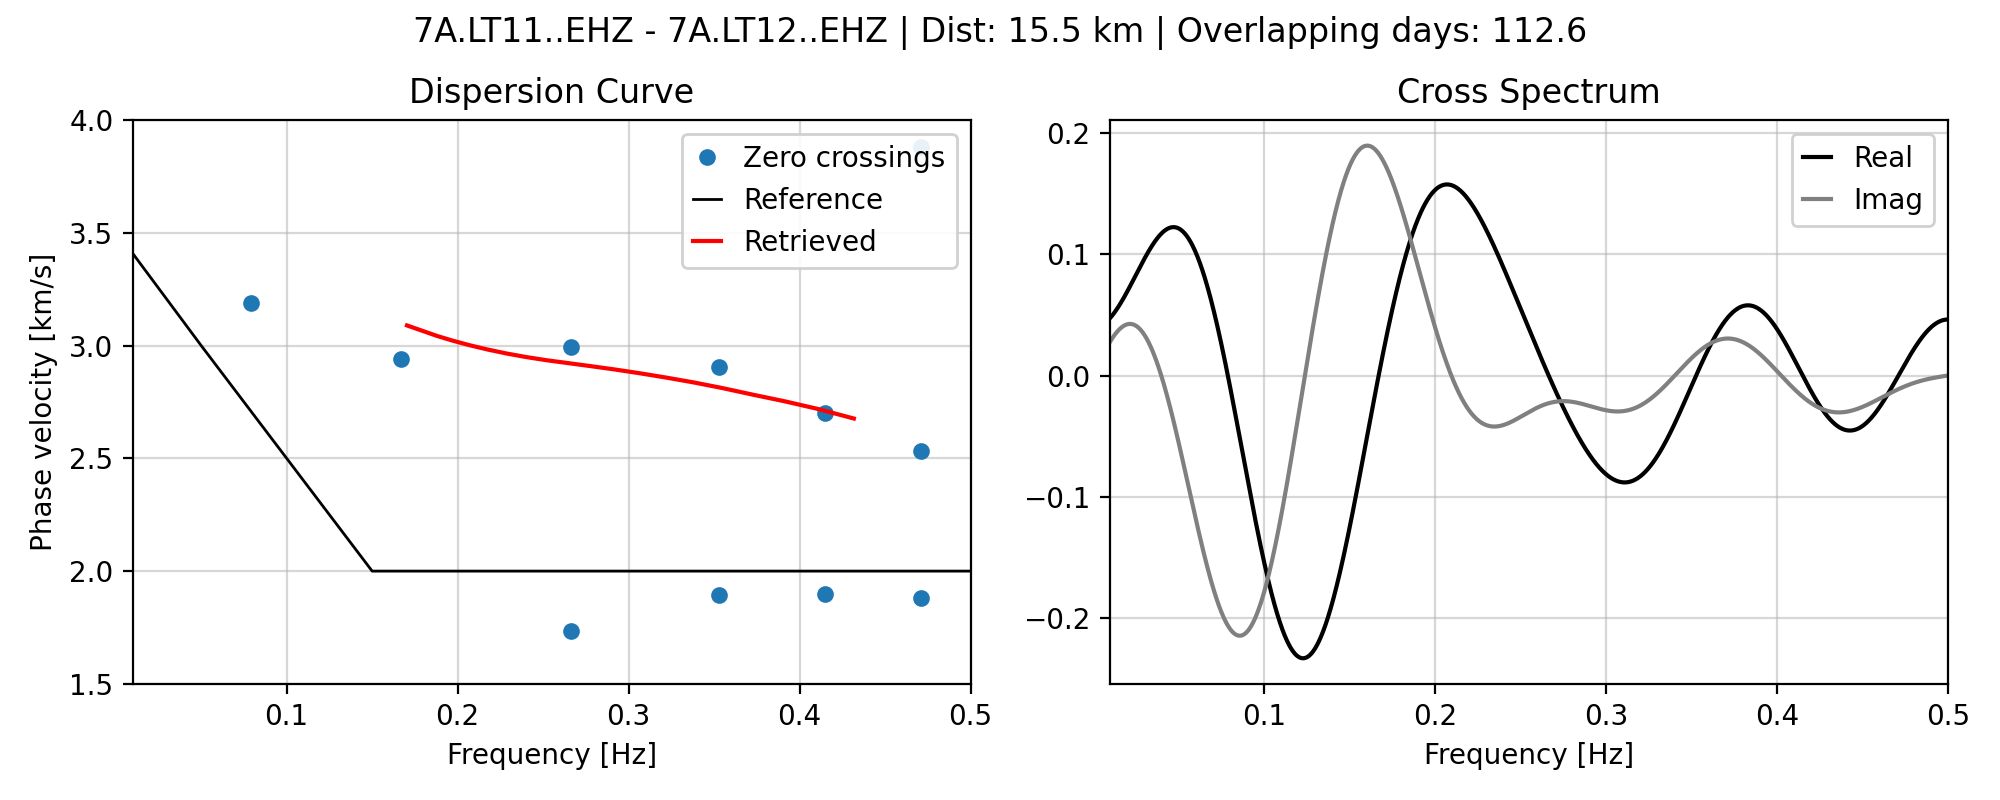 7A.LT11..EHZ - 7A.LT12..EHZ | Dist: 15.5 km | Overlapping days: 112.6
Dispersion Curve
4.0
3.5
3.0
2.5
2.0
1.5
Phase velocity [km/s]
Zero crossings
Reference
Retrieved
0.1 0.2 0.3 0.4 0.5
Frequency [Hz]
Cross Spectrum
0.2
0.1
0.0
−0.1
−0.2
Real
Imag
0.1 0.2 0.3 0.4 0.5
Frequency [Hz]